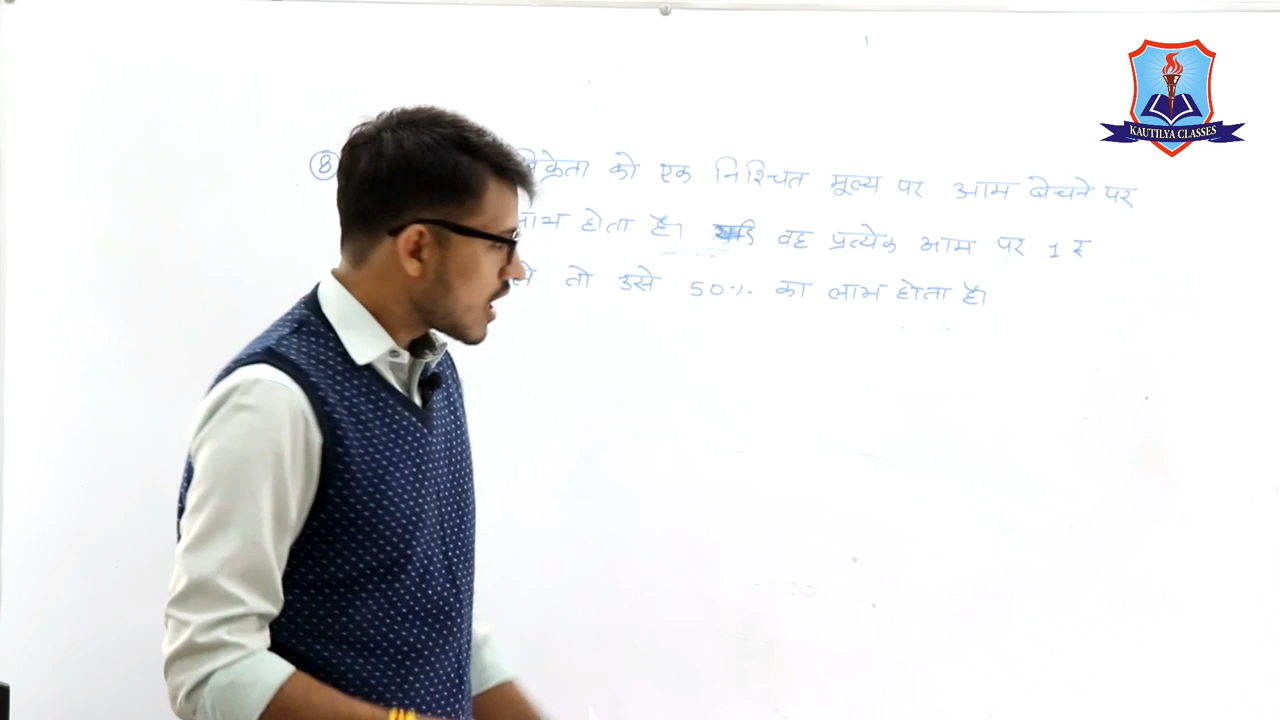 KAUTILYA CLASSES
8 विक्रेता को एक निश्चित मूल्य पर आम बेचने पर
लाभ होता है। यदि वह प्रत्येक आम पर 1 रु
तो उसे 50% का लाभ होता है।